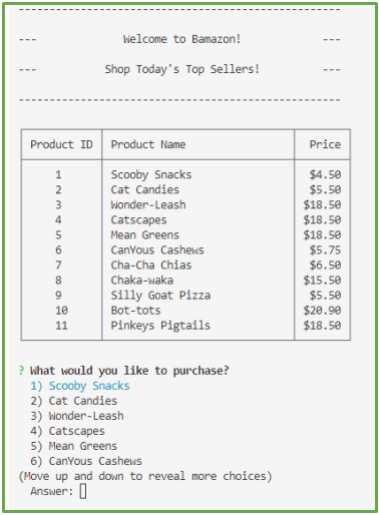 ---------------------------------------------------
--- Welcome to Bamazon! ---
--- Shop Today's Top Sellers! ---
---------------------------------------------------
Product ID Product Name Price
1 Scooby Snacks $4.50
2 Cat Candies $5.50
3 Wonder-Leash $18.50
4 Catscapes $18.50
5 Mean Greens $18.50
6 CanYous Cashews $5.75
7 Cha-Cha Chias $6.50
8 Chaka-waka $15.50
9 Silly Goat Pizza $5.50
10 Bot-tots $20.90
11 Pinkeys Pigtails $18.50
? What would you like to purchase?
1) Scooby Snacks
2) Cat Candies
3) Wonder-Leash
4) Catscapes
5) Mean Greens
6) CanYous Cashews
(Move up and down to reveal more choices)
Answer: